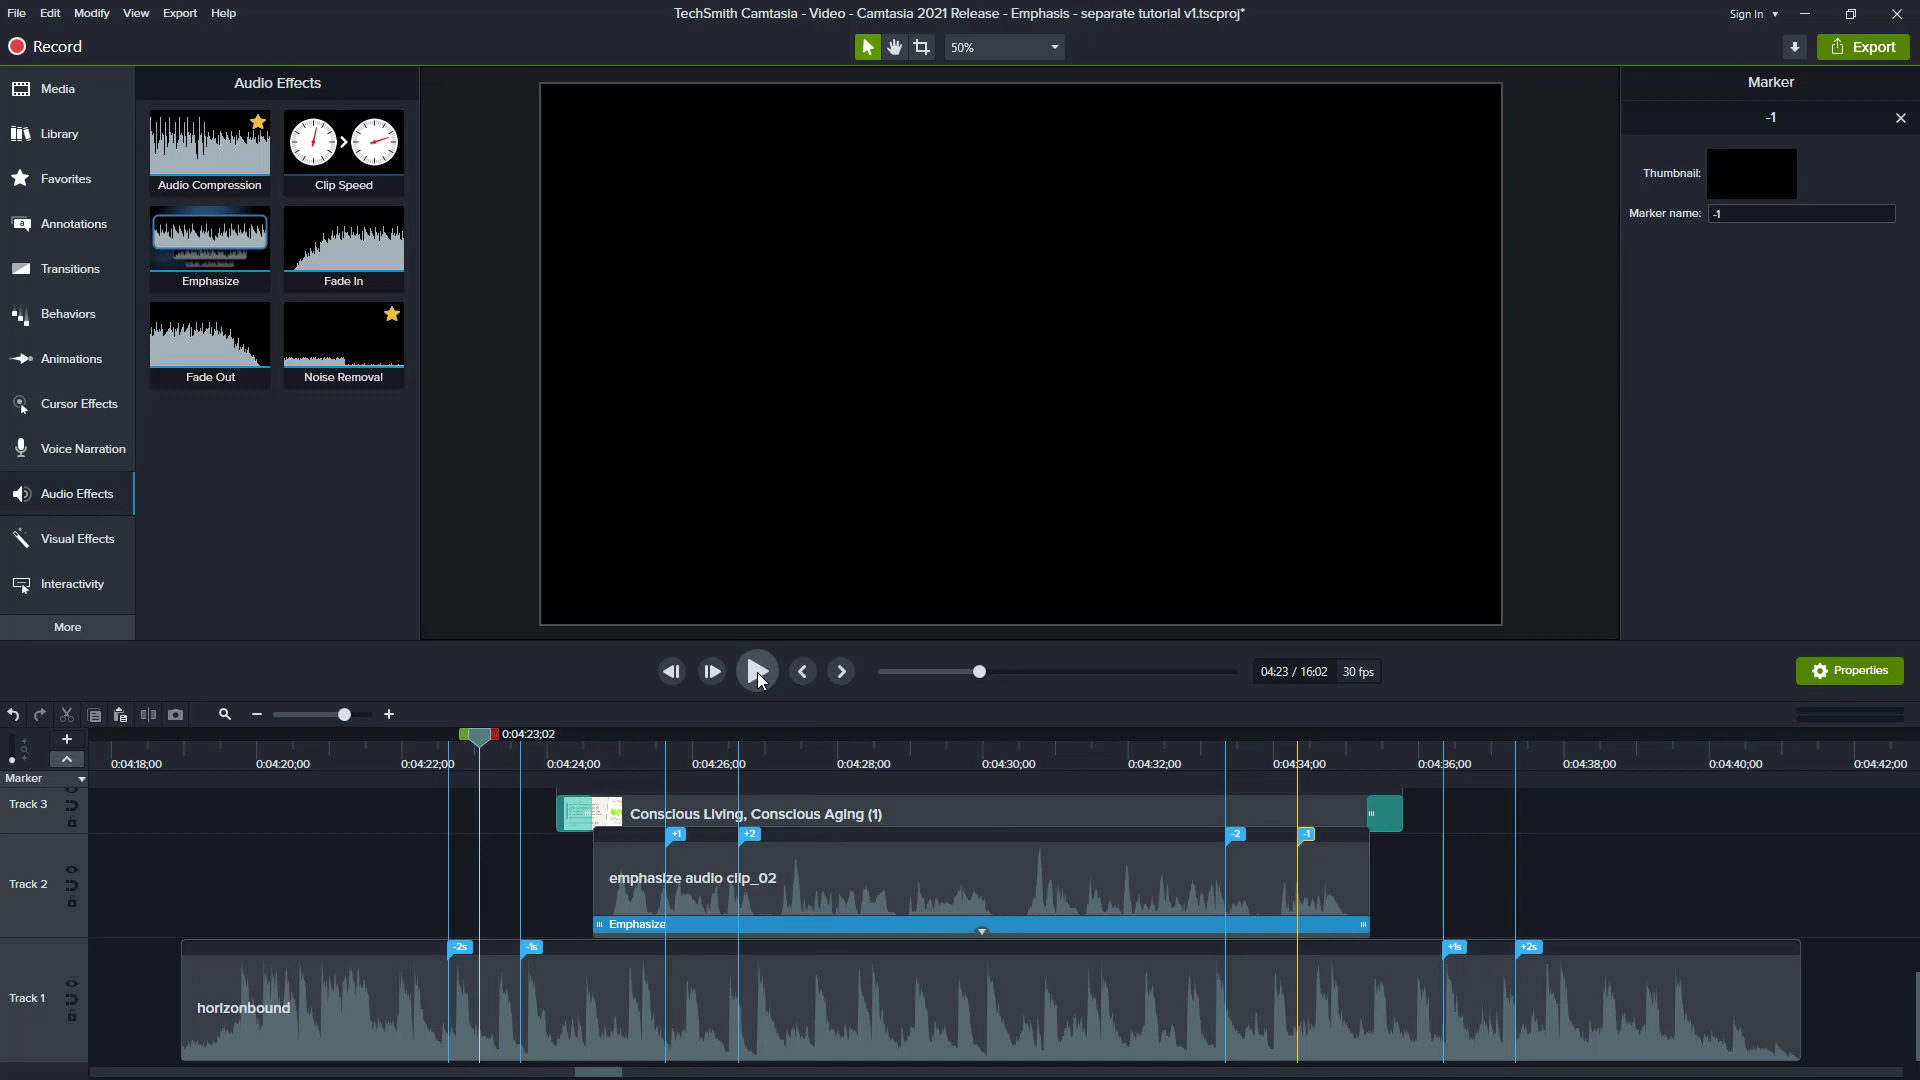 File Edit Modify View Export Help
TechSmith Camtasia - Video - Camtasia 2021 Release - Emphasis - separate tutorial v1.tscproj*
Sign In
Record
50%
Export
Media
Library
Favorites
Annotations
Transitions
Behaviors
Animations
Cursor Effects
Voice Narration
Audio Effects
Visual Effects
Interactivity
More
Audio Effects
Audio Compression
Clip Speed
Emphasize
Fade In
Fade Out
Noise Removal
Marker
-1
Thumbnail:
Marker name: -1
04:23 / 16:02 30 fps
Properties
0:04:23;02
0:04:18;00 0:04:20;00 0:04:22;00 0:04:24;00 0:04:26;00 0:04:28;00 0:04:30;00 0:04:32;00 0:04:34;00 0:04:36;00 0:04:38;00 0:04:40;00 0:04:42;00
Marker
Track 3
Conscious Living, Conscious Aging (1)
+1 +2 -2 -1
Track 2
emphasize audio clip_02
Emphasize
-2s -1s +1s +2s
Track 1
horizonbound